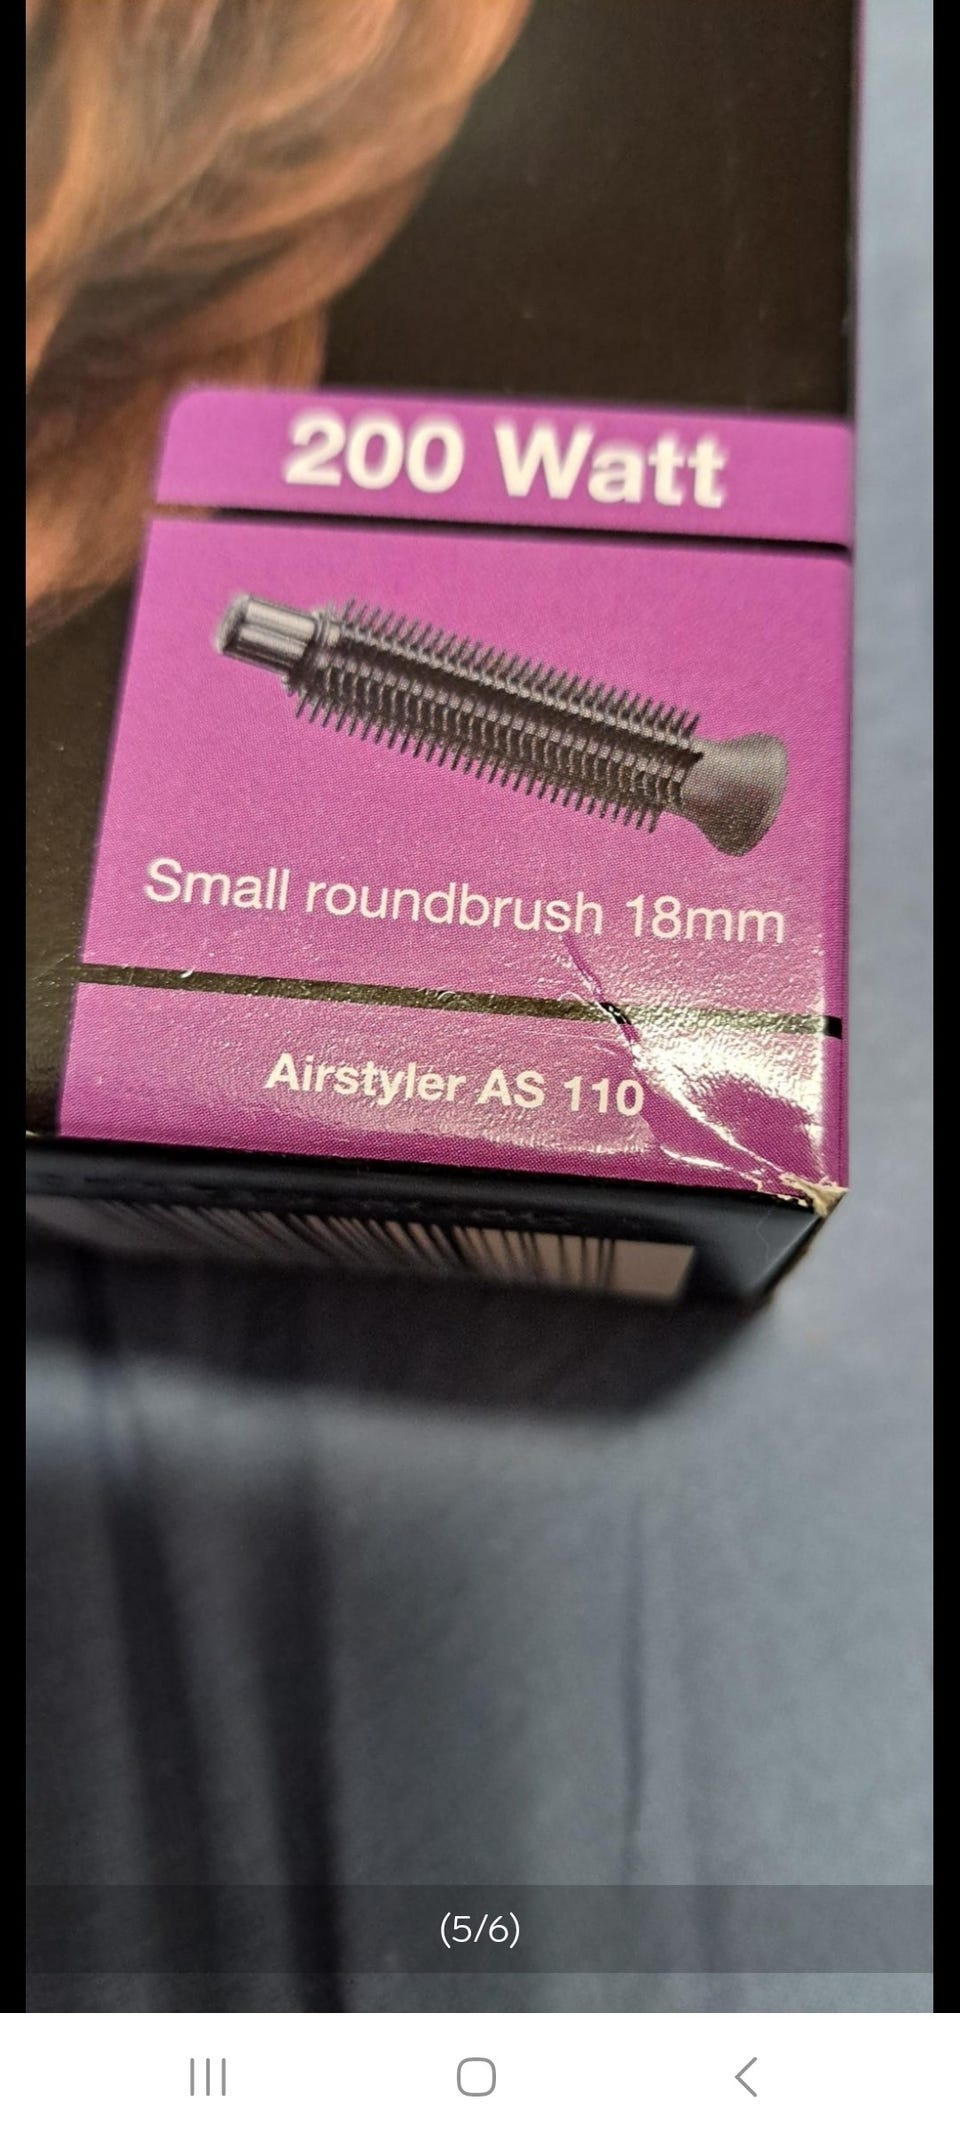 200 Watt
Small roundbrush 18mm
Airstyler AS 110
(5/6)